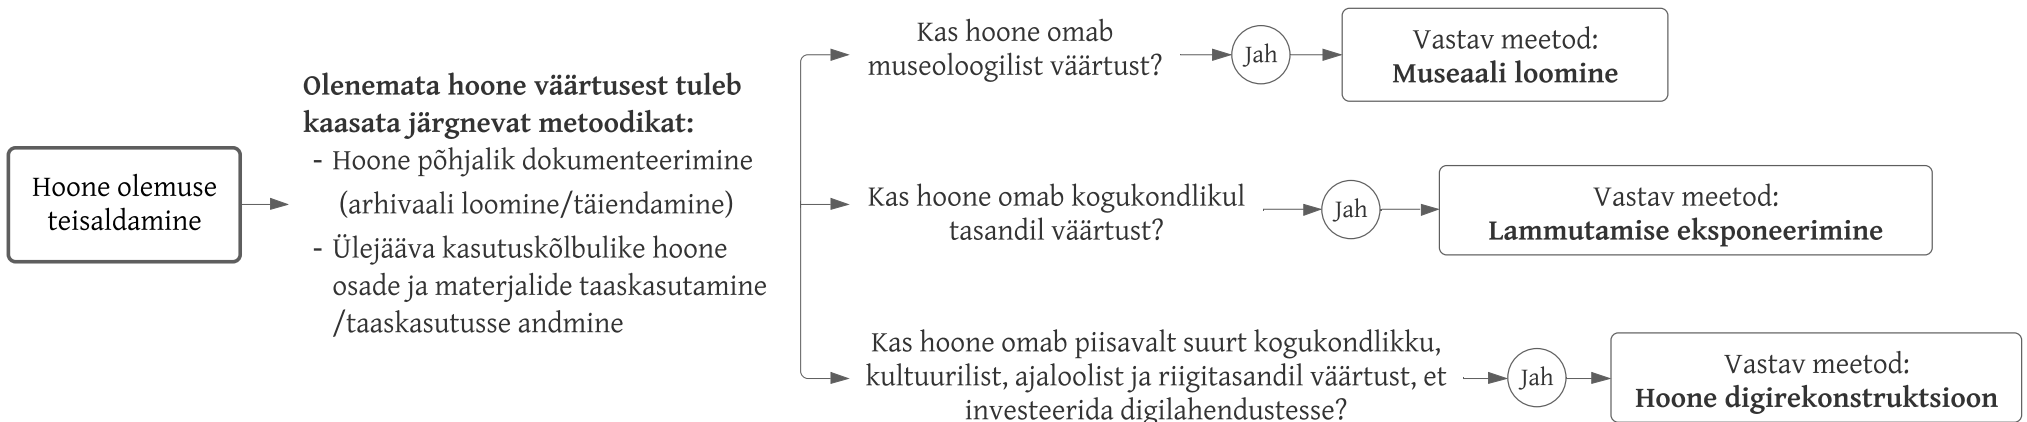 Hoone olemuse
teisaldamine
Olenemata hoone väärtusest tuleb
kaasata järgnevat metoodikat:
- Hoone põhjalik dokumenteerimine
(arhivaali loomine/täiendamine)
- Ülejääva kasutuskõlbulike hoone
osade ja materjalide taaskasutamine
/taaskasutusse andmine
Kas hoone omab
museoloogilist väärtust?
Jah
Vastav meetod:
Museaali loomine
Kas hoone omab kogukondlikul
tasandil väärtust?
Jah
Vastav meetod:
Lammutamise eksponeerimine
Kas hoone omab piisavalt suurt kogukondlikku,
kultuurilist, ajaloolist ja riigitasandil väärtust, et
investeerida digilahendustesse?
Jah
Vastav meetod:
Hoone digirekonstruktsioon